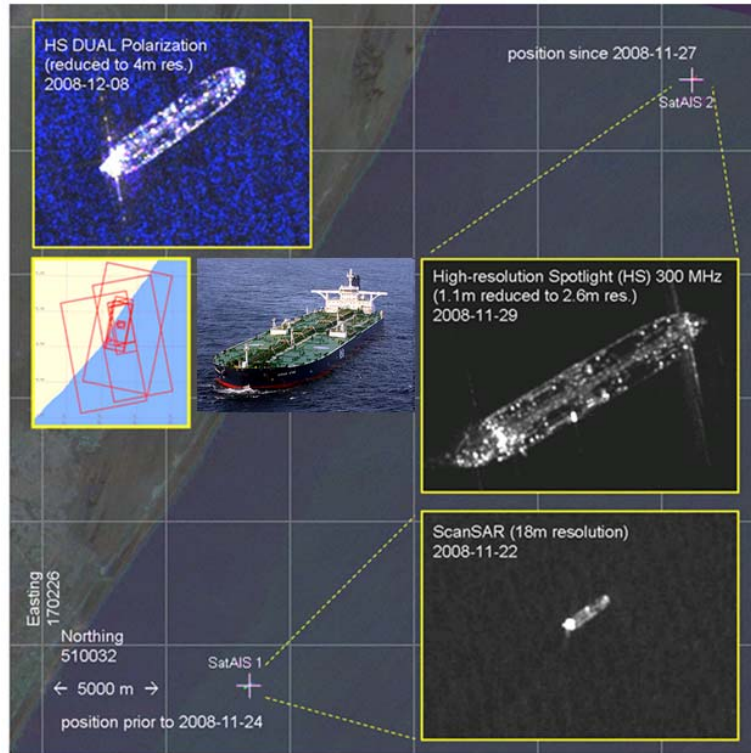 HS DUAL Polarization
(reduced to 4m res.)
2008-12-08
position since 2008-11-27
SatAIS 2
High-resolution Spotlight (HS) 300 MHz
(1.1m reduced to 2.6m res.)
2008-11-29
ScanSAR (18m resolution)
2008-11-22
Easting
170226
Northing
510032
SatAIS 1
← 5000 m →
position prior to 2008-11-24